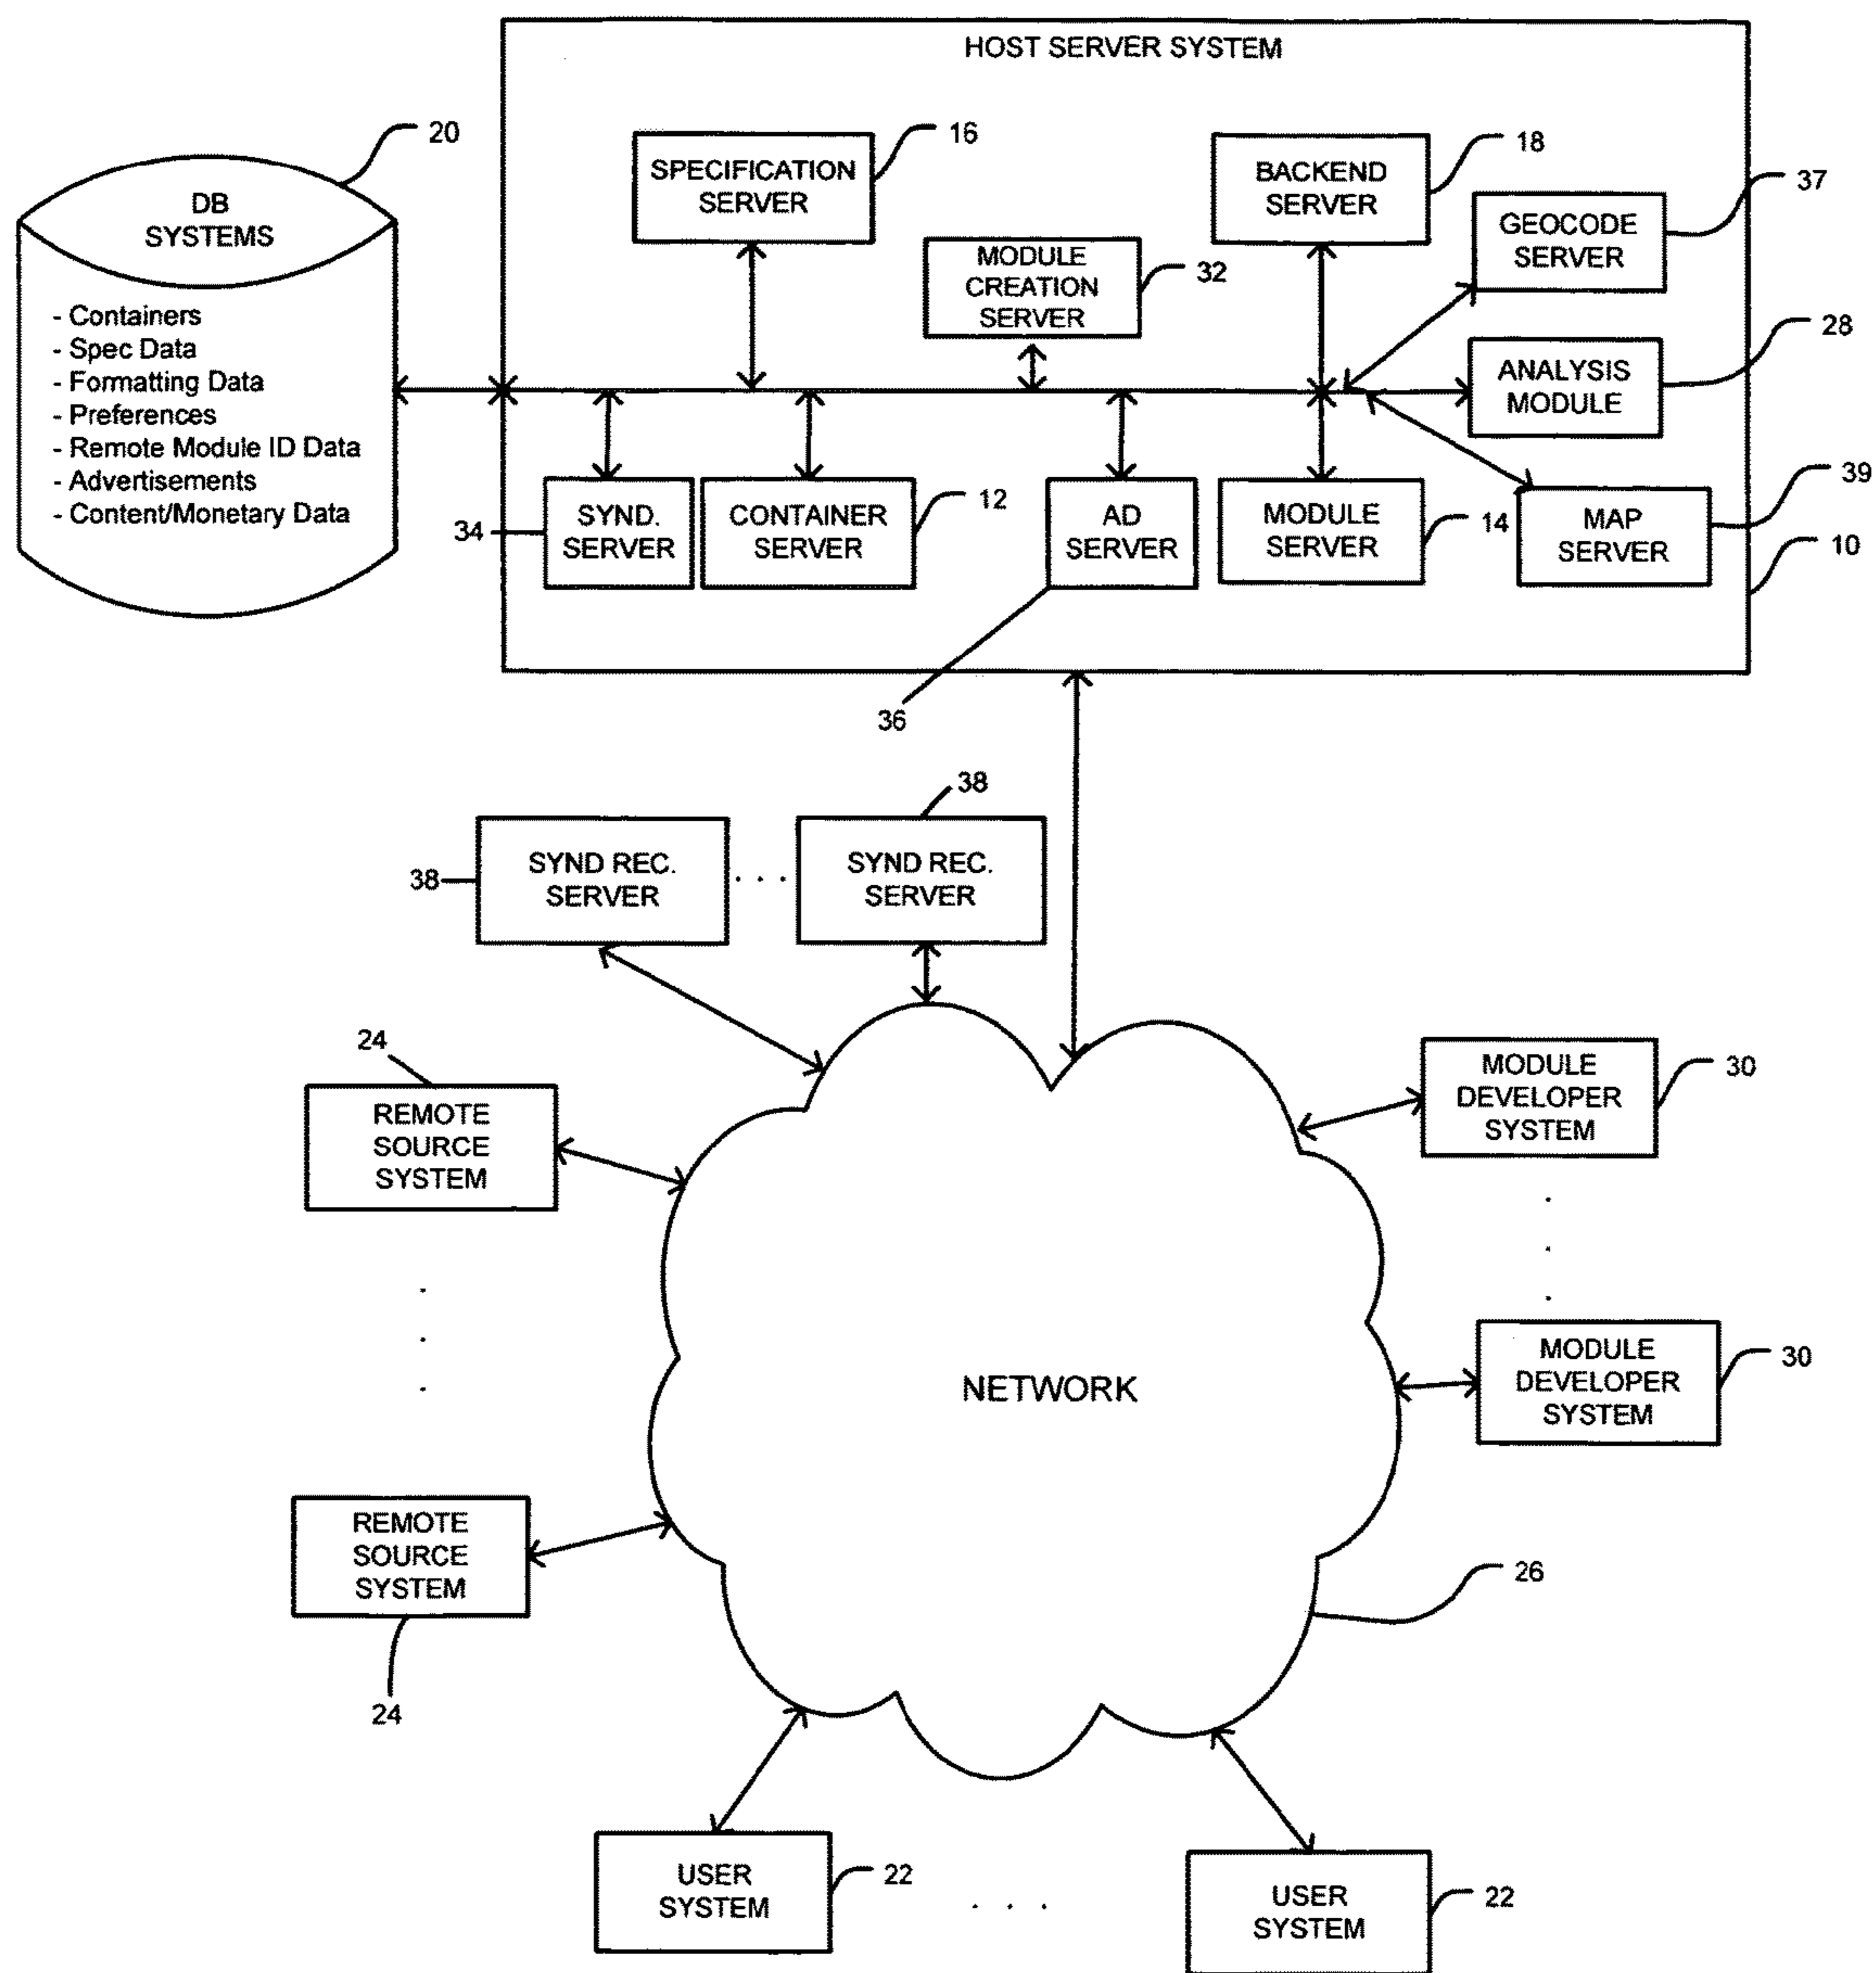 HOST SERVER SYSTEM
20
DB
SYSTEMS
- Containers
- Spec Data
- Formatting Data
- Preferences
- Remote Module ID Data
- Advertisements
- Content/Monetary Data
SPECIFICATION
SERVER
16
BACKEND
SERVER
18
GEOCODE
SERVER
37
MODULE
CREATION
SERVER
32
ANALYSIS
MODULE
28
34
SYND.
SERVER
CONTAINER
SERVER
12
AD
SERVER
36
MODULE
SERVER
14
MAP
SERVER
39
10
38
SYND REC.
SERVER
. . .
SYND REC.
SERVER
38
24
REMOTE
SOURCE
SYSTEM
MODULE
DEVELOPER
SYSTEM
30
NETWORK
MODULE
DEVELOPER
SYSTEM
30
REMOTE
SOURCE
SYSTEM
24
26
USER
SYSTEM
22
. . .
USER
SYSTEM
22